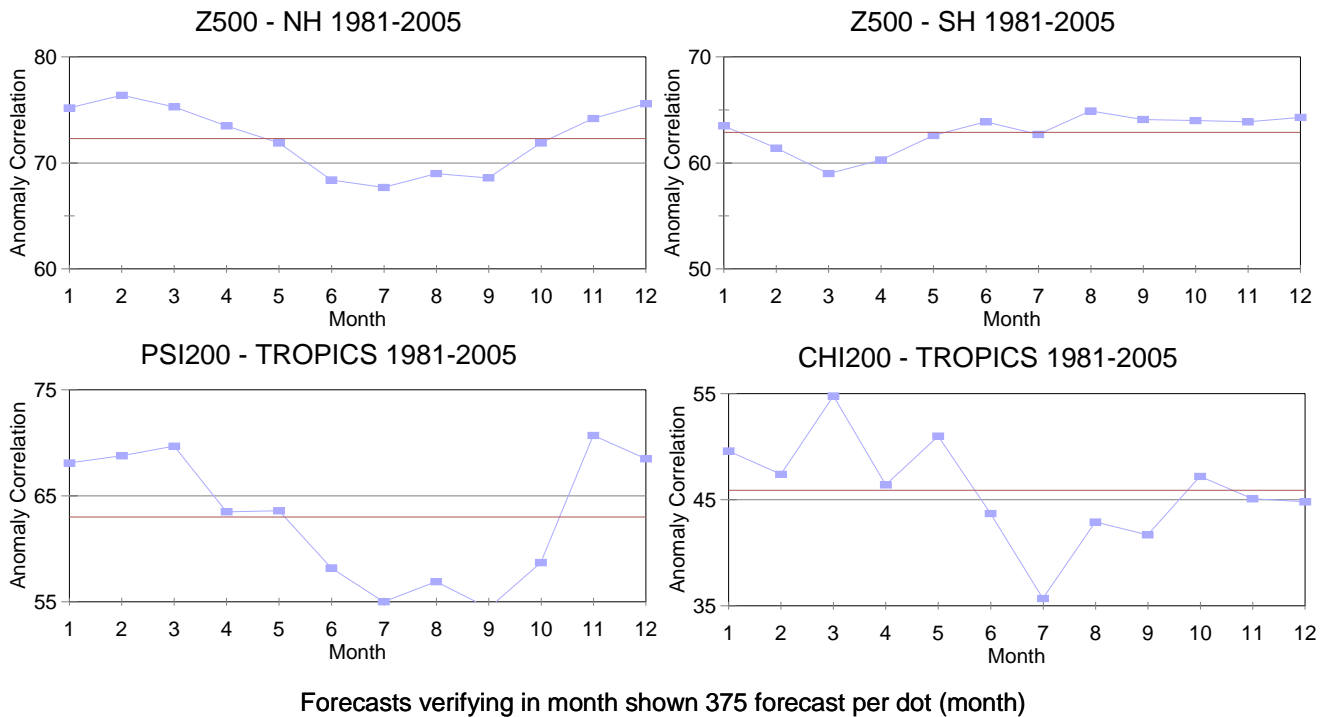 Z500 - NH 1981-2005
80
70
60
Anomaly Correlation
1 2 3 4 5 6 7 8 9 10 11 12
Month
Z500 - SH 1981-2005
70
60
50
Anomaly Correlation
1 2 3 4 5 6 7 8 9 10 11 12
Month
PSI200 - TROPICS 1981-2005
75
65
55
Anomaly Correlation
1 2 3 4 5 6 7 8 9 10 11 12
Month
CHI200 - TROPICS 1981-2005
55
45
35
Anomaly Correlation
1 2 3 4 5 6 7 8 9 10 11 12
Month
Forecasts verifying in month shown 375 forecast per dot (month)